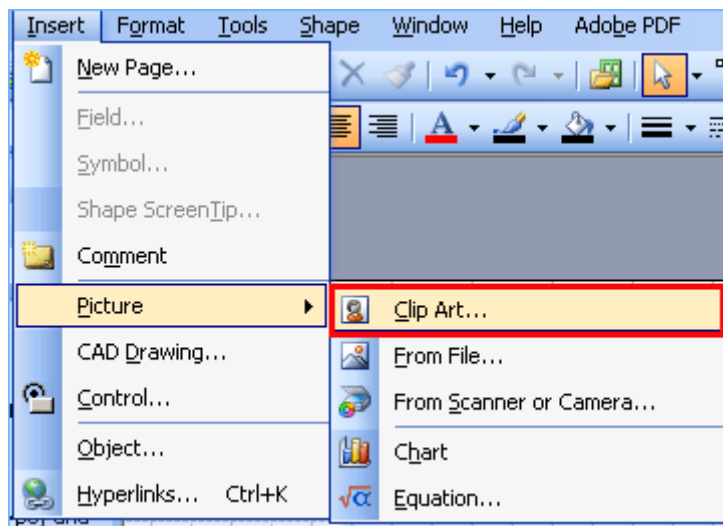 Insert Format Tools Shape Window Help Adobe PDF
New Page...
Field...
Symbol...
Shape ScreenTip...
Comment
Picture
CAD Drawing...
Control...
Object...
Hyperlinks... Ctrl+K
Clip Art...
From File...
From Scanner or Camera...
Chart
Equation...